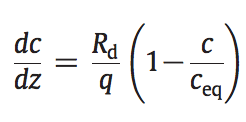 dc/dz = R_d/q (1 − c/c_eq)